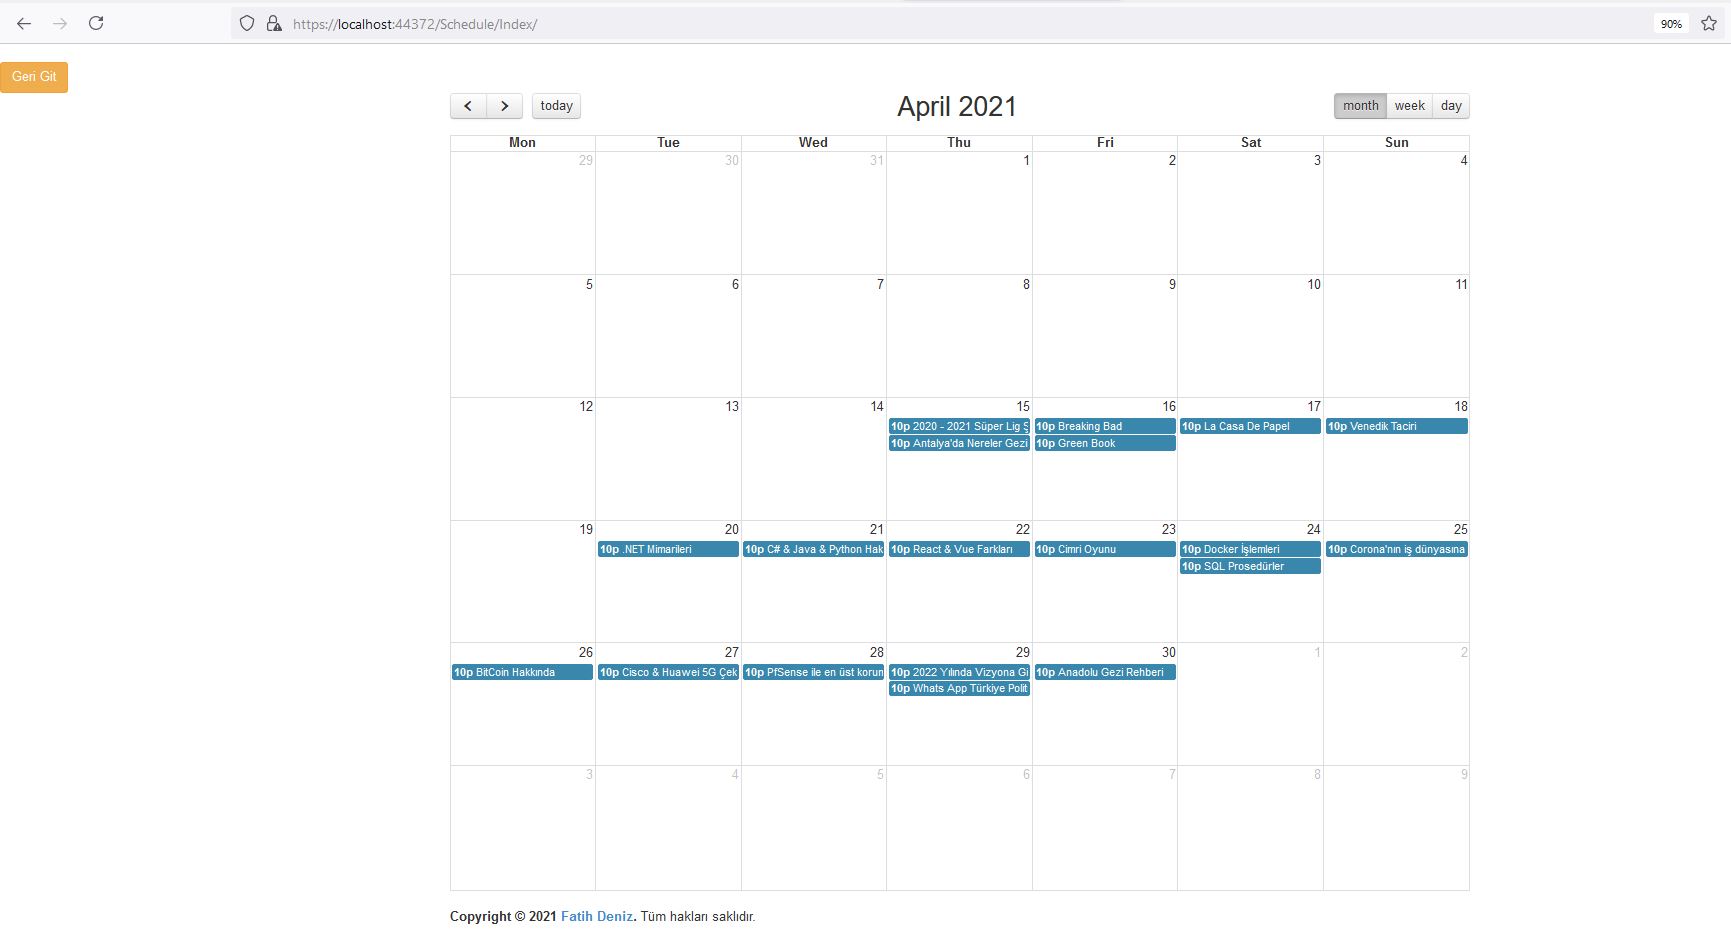 https://localhost:44372/Schedule/Index/ 90%
Geri Git
today April 2021 month week day
Mon Tue Wed Thu Fri Sat Sun
29 30 31 1 2 3 4
5 6 7 8 9 10 11
12 13 14 15 16 17 18
10p 2020 - 2021 Süper Lig Ş 10p Breaking Bad 10p La Casa De Papel 10p Venedik Taciri
10p Antalya'da Nereler Gezi 10p Green Book
19 20 21 22 23 24 25
10p .NET Mimarileri 10p C# & Java & Python Hak 10p React & Vue Farkları 10p Cimri Oyunu 10p Docker İşlemleri 10p Corona'nın iş dünyasına
10p SQL Prosedürler
26 27 28 29 30 1 2
10p BitCoin Hakkında 10p Cisco & Huawei 5G Çek 10p PfSense ile en üst korun 10p 2022 Yılında Vizyona Gi 10p Anadolu Gezi Rehberi
10p Whats App Türkiye Polit
3 4 5 6 7 8 9
Copyright © 2021 Fatih Deniz. Tüm hakları saklıdır.